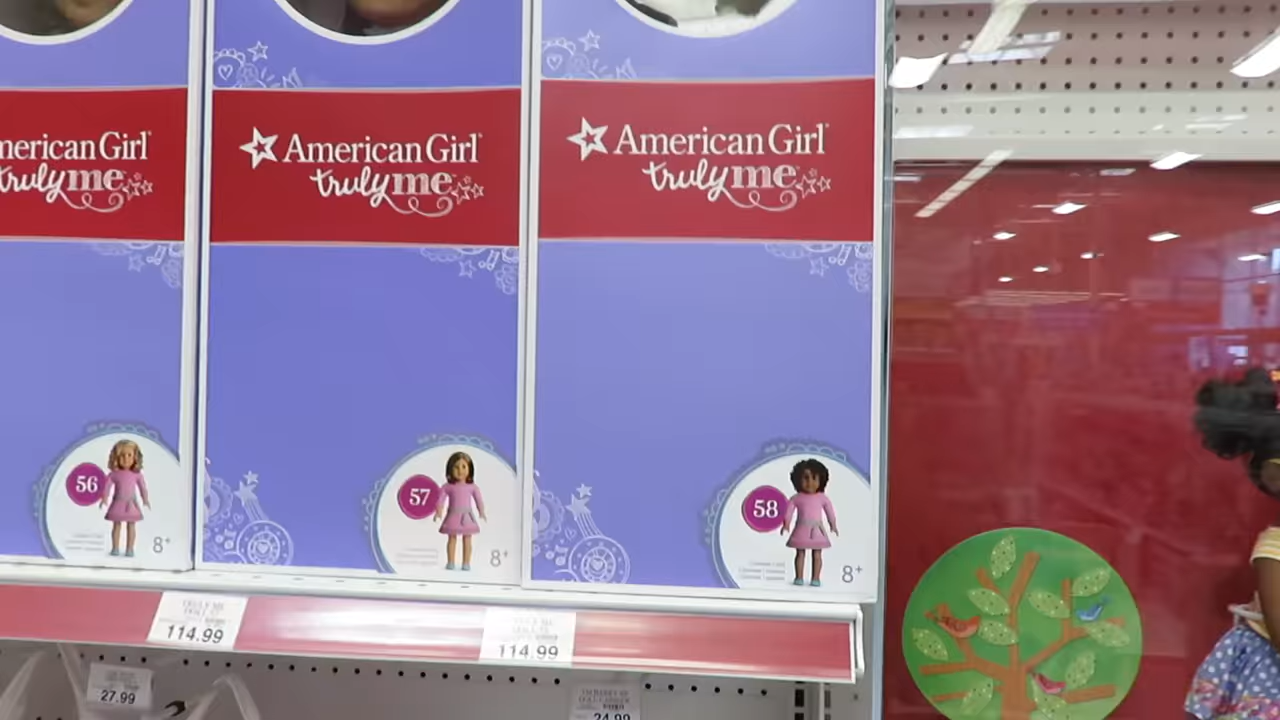 merican Girl
truly me
American Girl
truly me
American Girl
truly me
56
8+
57
8+
58
8+
114.99
114.99
27.99
24.99